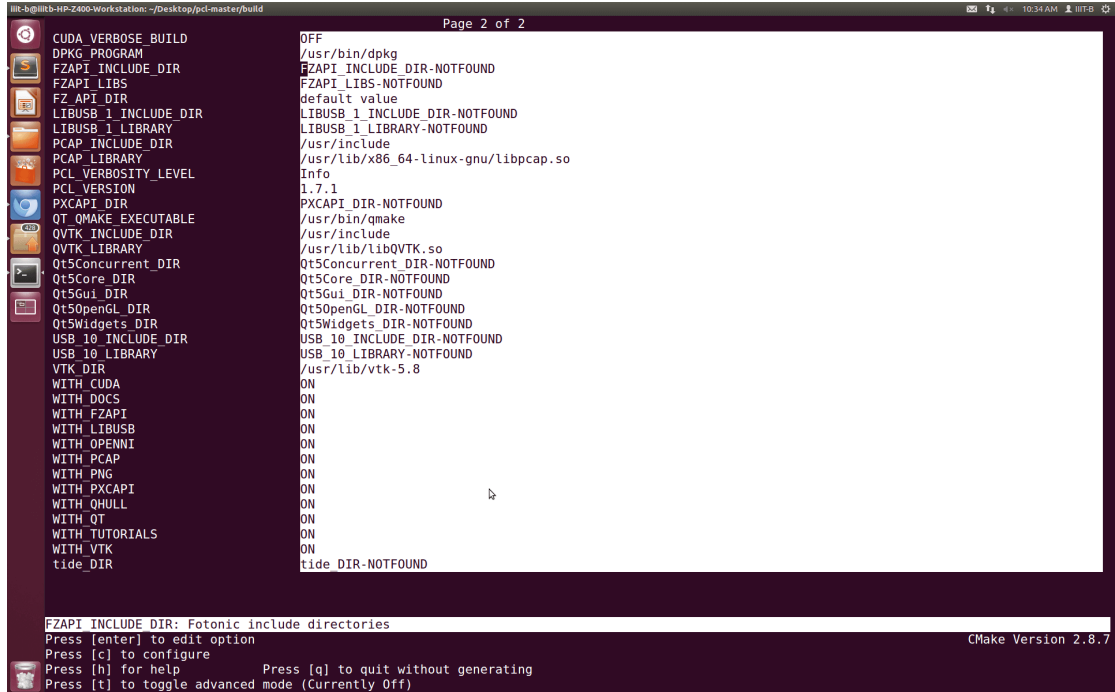 iiit-b@iiitb-HP-Z400-Workstation: ~/Desktop/pcl-master/build 10:34 AM IIIT-B
Page 2 of 2
CUDA_VERBOSE_BUILD OFF
DPKG_PROGRAM /usr/bin/dpkg
FZAPI_INCLUDE_DIR FZAPI_INCLUDE_DIR-NOTFOUND
FZAPI_LIBS FZAPI_LIBS-NOTFOUND
FZ_API_DIR default value
LIBUSB_1_INCLUDE_DIR LIBUSB_1_INCLUDE_DIR-NOTFOUND
LIBUSB_1_LIBRARY LIBUSB_1_LIBRARY-NOTFOUND
PCAP_INCLUDE_DIR /usr/include
PCAP_LIBRARY /usr/lib/x86_64-linux-gnu/libpcap.so
PCL_VERBOSITY_LEVEL Info
PCL_VERSION 1.7.1
PXCAPI_DIR PXCAPI_DIR-NOTFOUND
QT_QMAKE_EXECUTABLE /usr/bin/qmake
QVTK_INCLUDE_DIR /usr/include
QVTK_LIBRARY /usr/lib/libQVTK.so
Qt5Concurrent_DIR Qt5Concurrent_DIR-NOTFOUND
Qt5Core_DIR Qt5Core_DIR-NOTFOUND
Qt5Gui_DIR Qt5Gui_DIR-NOTFOUND
Qt5OpenGL_DIR Qt5OpenGL_DIR-NOTFOUND
Qt5Widgets_DIR Qt5Widgets_DIR-NOTFOUND
USB_10_INCLUDE_DIR USB_10_INCLUDE_DIR-NOTFOUND
USB_10_LIBRARY USB_10_LIBRARY-NOTFOUND
VTK_DIR /usr/lib/vtk-5.8
WITH_CUDA ON
WITH_DOCS ON
WITH_FZAPI ON
WITH_LIBUSB ON
WITH_OPENNI ON
WITH_PCAP ON
WITH_PNG ON
WITH_PXCAPI ON
WITH_QHULL ON
WITH_QT ON
WITH_TUTORIALS ON
WITH_VTK ON
tide_DIR tide_DIR-NOTFOUND
FZAPI_INCLUDE_DIR: Fotonic include directories
Press [enter] to edit option CMake Version 2.8.7
Press [c] to configure
Press [h] for help Press [q] to quit without generating
Press [t] to toggle advanced mode (Currently Off)